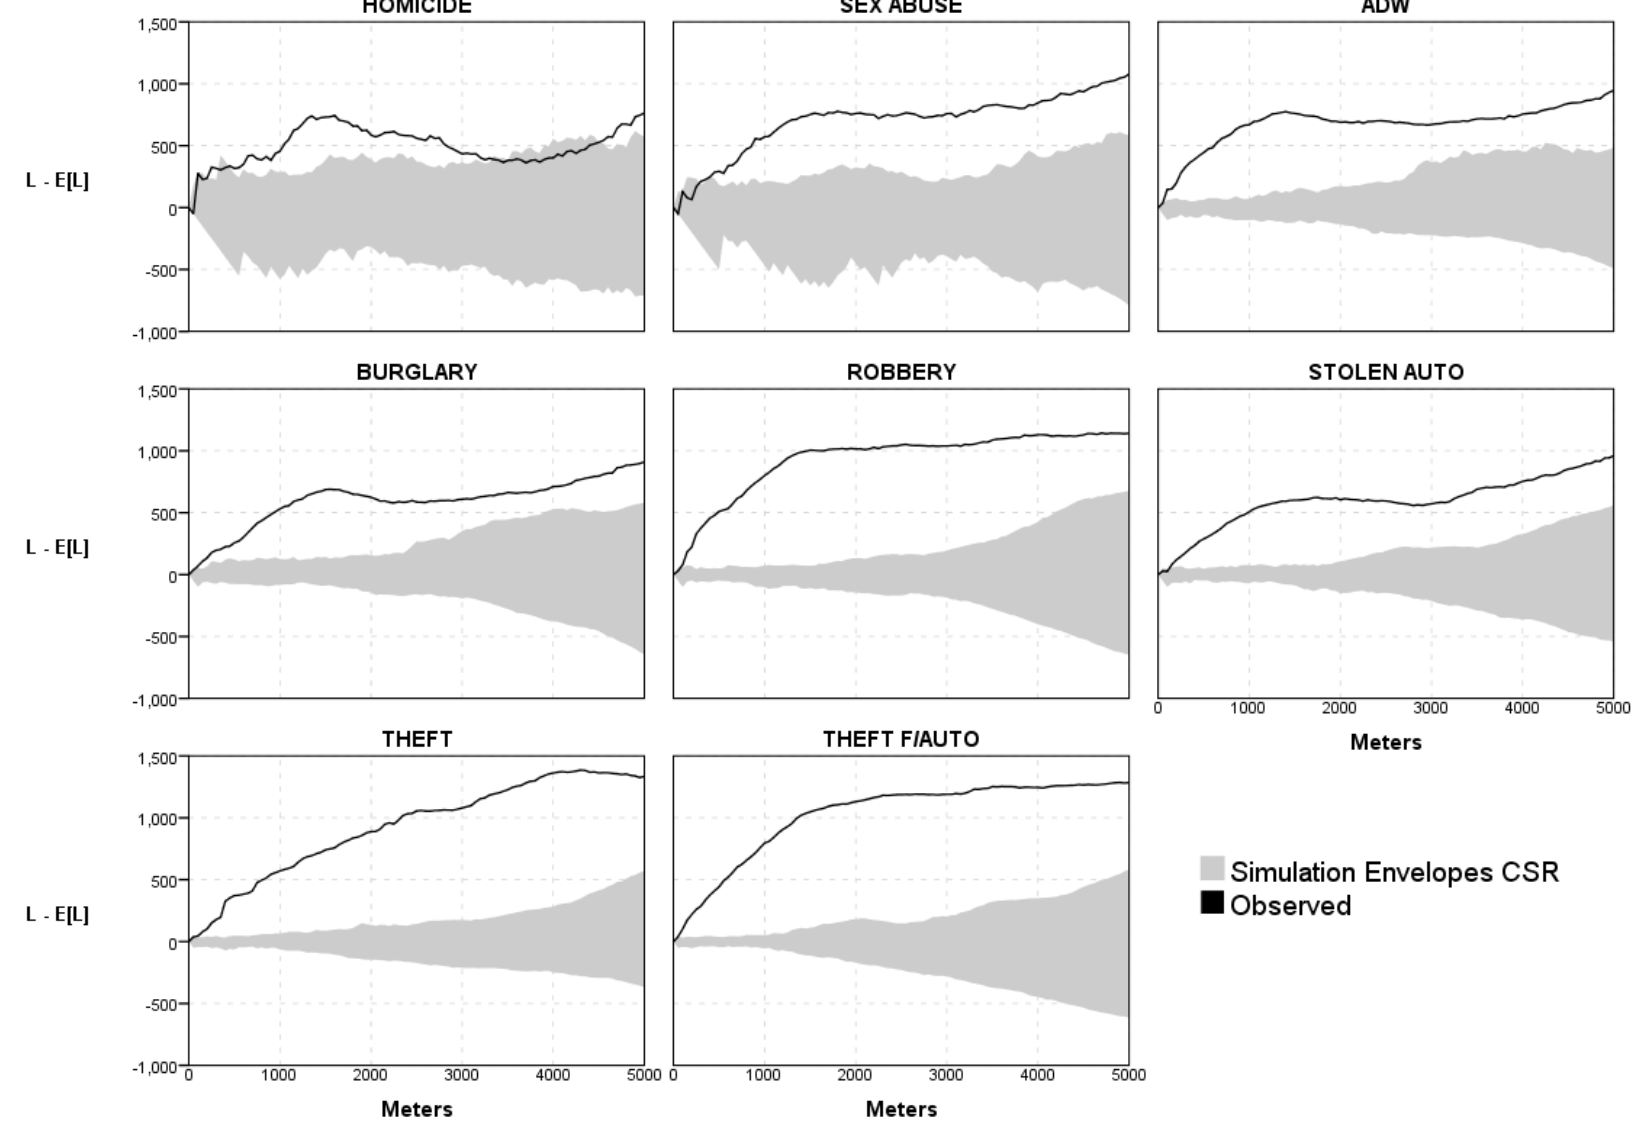 HOMICIDE SEX ABUSE ADW
1,500
1,000
500
L - E[L]
0
-500
-1,000
BURGLARY ROBBERY STOLEN AUTO
1,500
1,000
500
L - E[L]
0
-500
-1,000
0 1000 2000 3000 4000 5000
Meters
THEFT THEFT F/AUTO
1,500
1,000
500
Simulation Envelopes CSR
Observed
L - E[L]
0
-500
-1,000
0 1000 2000 3000 4000 5000 0 1000 2000 3000 4000 5000
Meters Meters